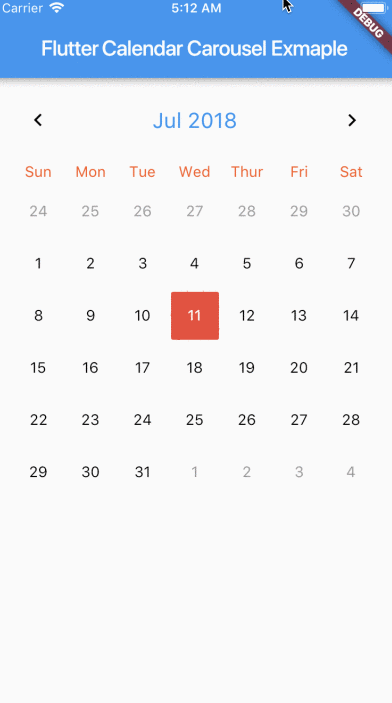 Carrier 5:12 AM
DEBUG
Flutter Calendar Carousel Exmaple
Jul 2018
Sun Mon Tue Wed Thur Fri Sat
24 25 26 27 28 29 30
1 2 3 4 5 6 7
8 9 10 11 12 13 14
15 16 17 18 19 20 21
22 23 24 25 26 27 28
29 30 31 1 2 3 4